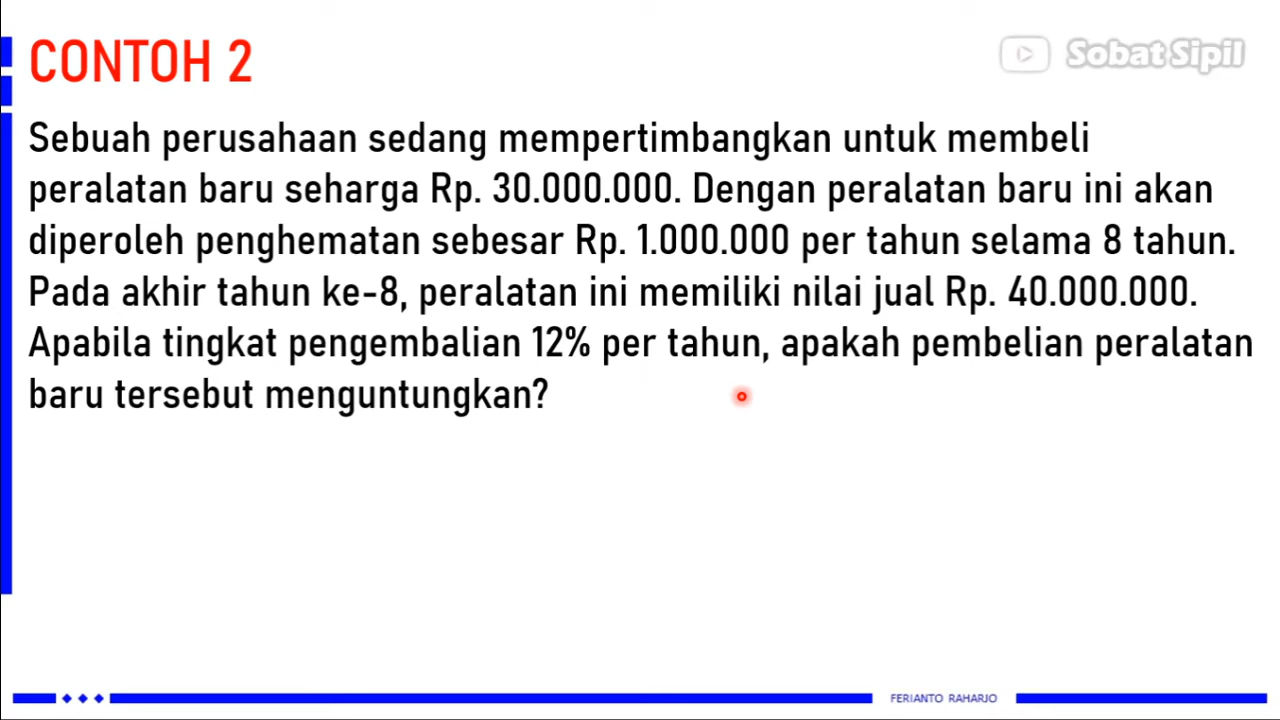 CONTOH 2
Sobat Sipil
Sebuah perusahaan sedang mempertimbangkan untuk membeli
peralatan baru seharga Rp. 30.000.000. Dengan peralatan baru ini akan
diperoleh penghematan sebesar Rp. 1.000.000 per tahun selama 8 tahun.
Pada akhir tahun ke-8, peralatan ini memiliki nilai jual Rp. 40.000.000.
Apabila tingkat pengembalian 12% per tahun, apakah pembelian peralatan
baru tersebut menguntungkan?
FERIANTO RAHARJO